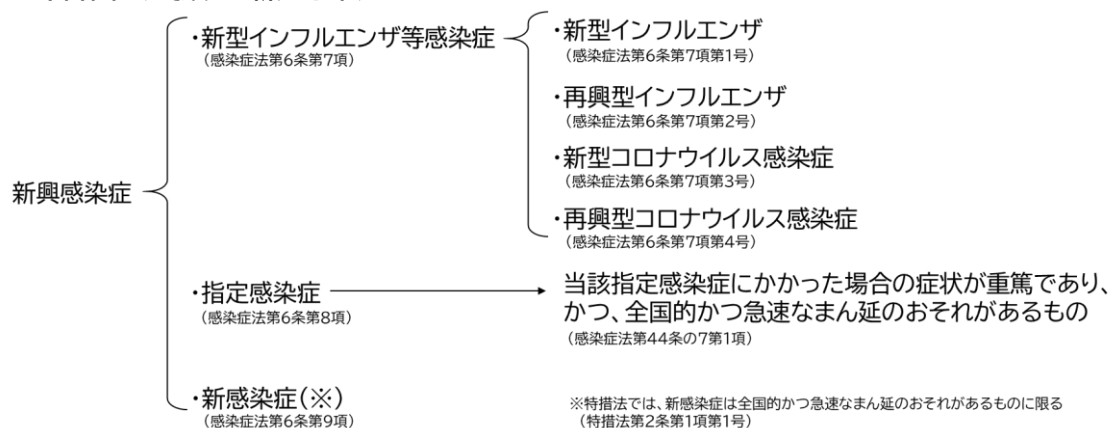 ・新型インフルエンザ等感染症
(感染症法第6条第7項)
・新型インフルエンザ
(感染症法第6条第7項第1号)
・再興型インフルエンザ
(感染症法第6条第7項第2号)
・新型コロナウイルス感染症
(感染症法第6条第7項第3号)
・再興型コロナウイルス感染症
(感染症法第6条第7項第4号)
新興感染症
・指定感染症
(感染症法第6条第8項)
当該指定感染症にかかった場合の症状が重篤であり、
かつ、全国的かつ急速なまん延のおそれがあるもの
(感染症法第44条の7第1項)
・新感染症(※)
(感染症法第6条第9項)
※特措法では、新感染症は全国的かつ急速なまん延のおそれがあるものに限る
(特措法第2条第1項第1号)